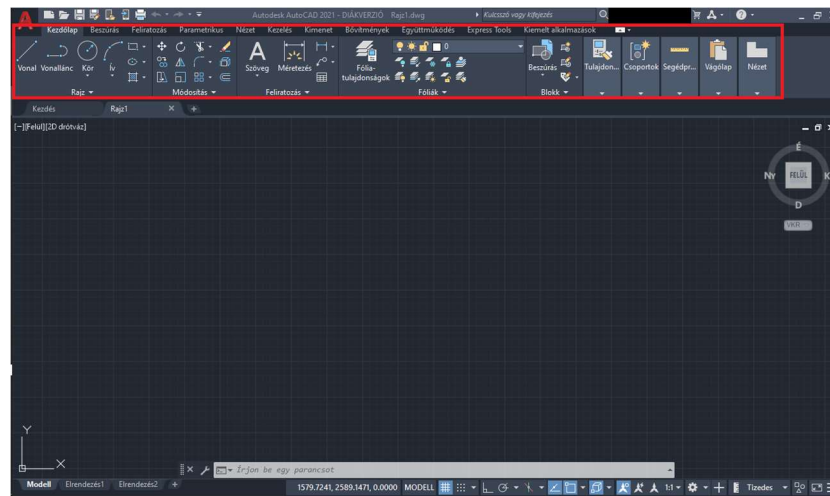 Autodesk AutoCAD 2021 - DIÁKVERZIÓ Rajz1.dwg Kulcsszó vagy kifejezés
Kezdőlap Beszúrás Feliratozás Parametrikus Nézet Kezelés Kimenet Bővítmények Együttműködés Express Tools Kiemelt alkalmazások
0
Vonal Vonallánc Kör Ív Szöveg Méretezés Fólia- Beszúrás Tulajdon... Csoportok Segédpr... Vágólap Nézet
tulajdonságok
Rajz Módosítás Feliratozás Fóliák Blokk
Kezdés Rajz1
[−][Felül][2D drótváz]
É
Ny FELÜL K
D
VKR
Y
X
Írjon be egy parancsot
Modell Elrendezés1 Elrendezés2 + 1579.7241, 2589.1471, 0.0000 MODELL 1:1 Tizedes